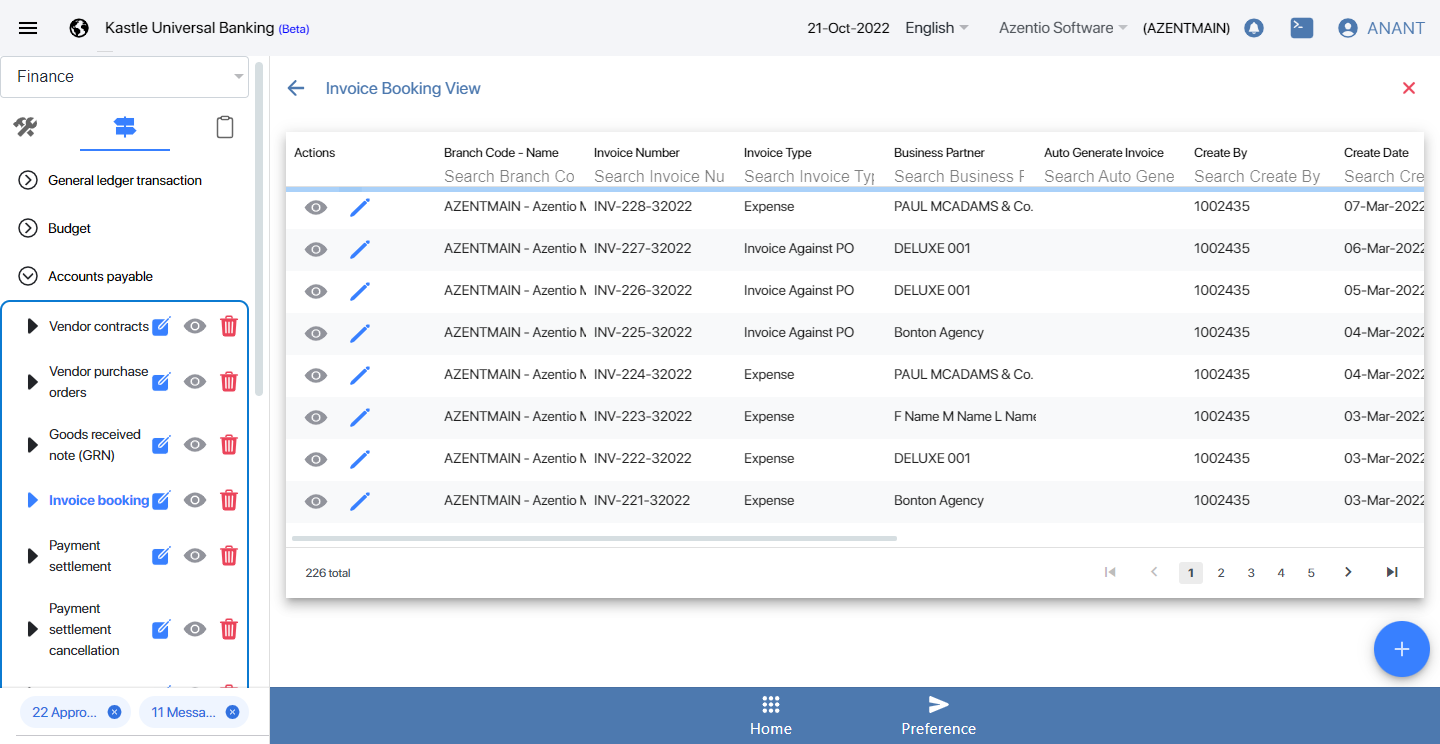 Kastle Universal Banking (Beta)
21-Oct-2022 English Azentio Software (AZENTMAIN) ANANT
Finance
General ledger transaction
Budget
Accounts payable
Vendor contracts
Vendor purchase
orders
Goods received
note (GRN)
Invoice booking
Payment
settlement
Payment
settlement
cancellation
22 Appro...
11 Messa...
Invoice Booking View
Actions Branch Code - Name Invoice Number Invoice Type Business Partner Auto Generate Invoice Create By Create Date
Search Branch Co Search Invoice Nu Search Invoice Typ Search Business P Search Auto Gene Search Create By Search Cre
AZENTMAIN - Azentio M INV-228-32022 Expense PAUL MCADAMS & Co. 1002435 07-Mar-2022
AZENTMAIN - Azentio M INV-227-32022 Invoice Against PO DELUXE 001 1002435 06-Mar-2022
AZENTMAIN - Azentio M INV-226-32022 Invoice Against PO DELUXE 001 1002435 05-Mar-2022
AZENTMAIN - Azentio M INV-225-32022 Invoice Against PO Bonton Agency 1002435 04-Mar-2022
AZENTMAIN - Azentio M INV-224-32022 Expense PAUL MCADAMS & Co. 1002435 04-Mar-2022
AZENTMAIN - Azentio M INV-223-32022 Expense F Name M Name L Name 1002435 03-Mar-2022
AZENTMAIN - Azentio M INV-222-32022 Expense DELUXE 001 1002435 03-Mar-2022
AZENTMAIN - Azentio M INV-221-32022 Expense Bonton Agency 1002435 03-Mar-2022
226 total
1 2 3 4 5
Home
Preference